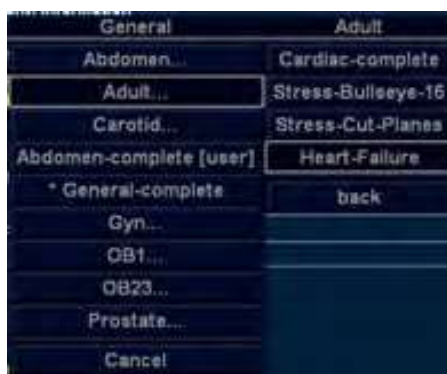 General
Abdomen...
Adult...
Carotid...
Abdomen-complete [user]
* General-complete
Gyn...
OB1...
OB23...
Prostate...
Cancel
Adult
Cardiac-complete
Stress-Bullseye-16
Stress-Cut-Planes
Heart-Failure
back